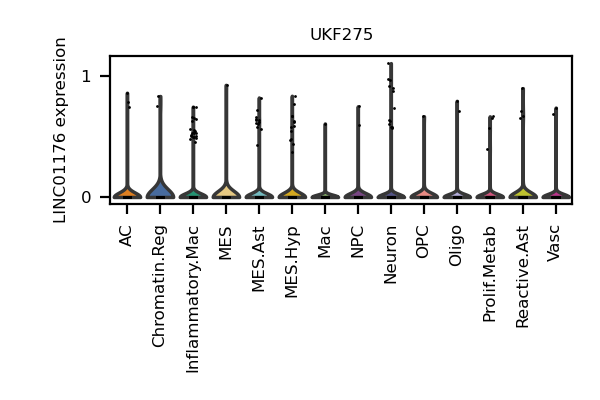 UKF275
LINC01176 expression
1
0
AC
Chromatin.Reg
Inflammatory.Mac
MES
MES.Ast
MES.Hyp
Mac
NPC
Neuron
OPC
Oligo
Prolif.Metab
Reactive.Ast
Vasc